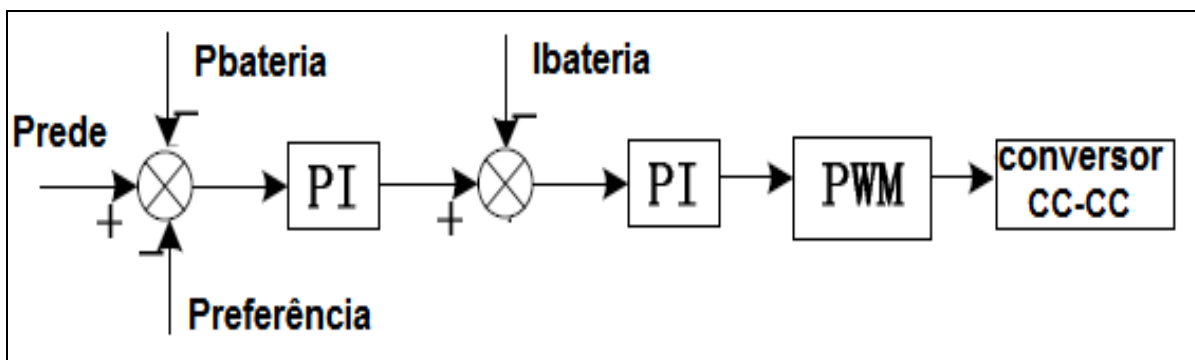 Pbateria
Ibateria
Prede
+
−
−
PI
+
−
PI
PWM
conversor
CC-CC
Preferência